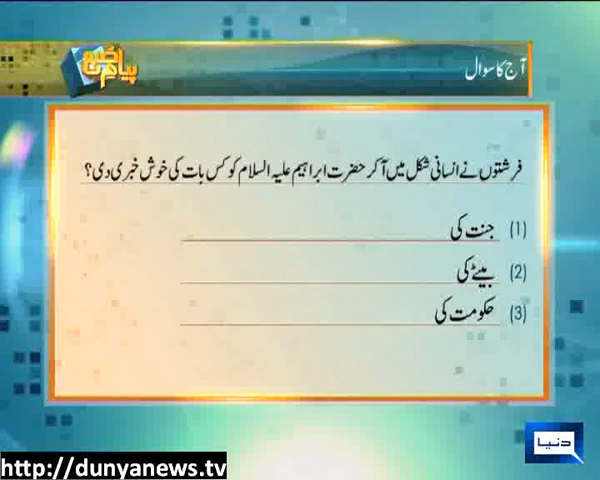 آج کا سوال
پیام صبح
فرشتوں نے انسانی شکل میں آ کر حضرت ابراہیم علیہ السلام کو کس بات کی خوش خبری دی؟
(1) جنت کی
(2) بیٹے کی
(3) حکومت کی
دنیا
http://dunyanews.tv